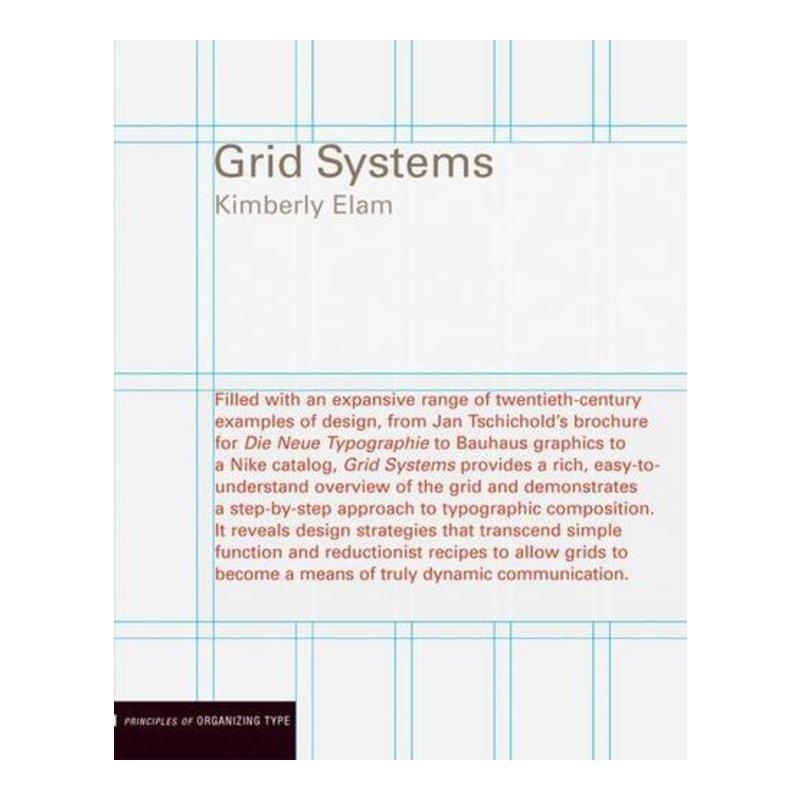 Grid Systems
Kimberly Elam
Filled with an expansive range of twentieth-century
examples of design, from Jan Tschichold's brochure
for Die Neue Typographie to Bauhaus graphics to
a Nike catalog, Grid Systems provides a rich, easy-to-
understand overview of the grid and demonstrates
a step-by-step approach to typographic composition.
It reveals design strategies that transcend simple
function and reductionist recipes to allow grids to
become a means of truly dynamic communication.
PRINCIPLES OF ORGANIZING TYPE